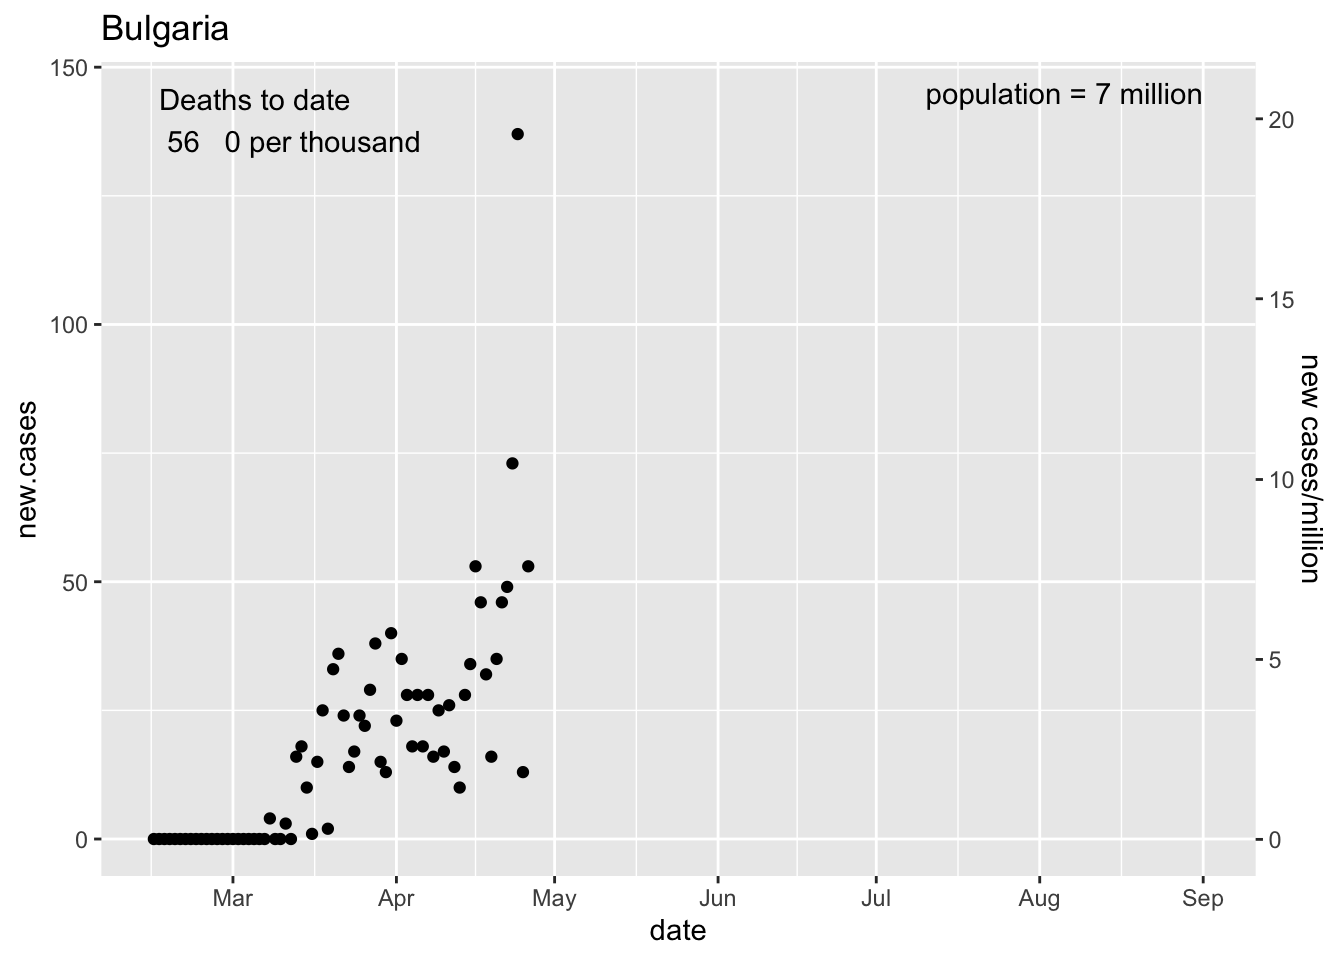 Bulgaria
150
100
50
0
new.cases
Deaths to date
56 0 per thousand
population = 7 million
20
15
10
5
0
new cases/million
Mar Apr May Jun Jul Aug Sep
date